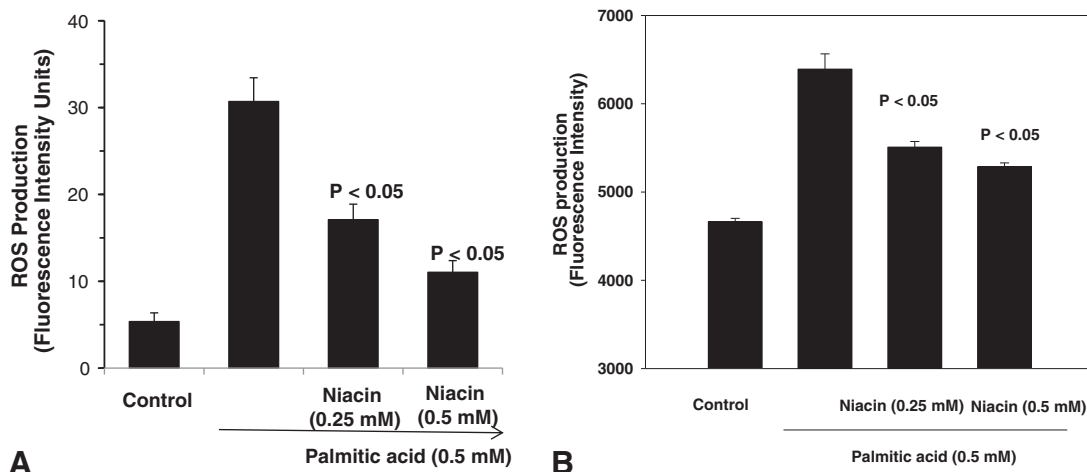 ROS Production
(Fluorescence Intensity Units)
40
30
20
10
0
P < 0.05
P < 0.05
Control
Niacin
(0.25 mM)
Niacin
(0.5 mM)
Palmitic acid (0.5 mM)
A
ROS production
(Fluorescence Intensity)
7000
6000
5000
4000
3000
P < 0.05
P < 0.05
Control
Niacin (0.25 mM)
Niacin (0.5 mM)
Palmitic acid (0.5 mM)
B